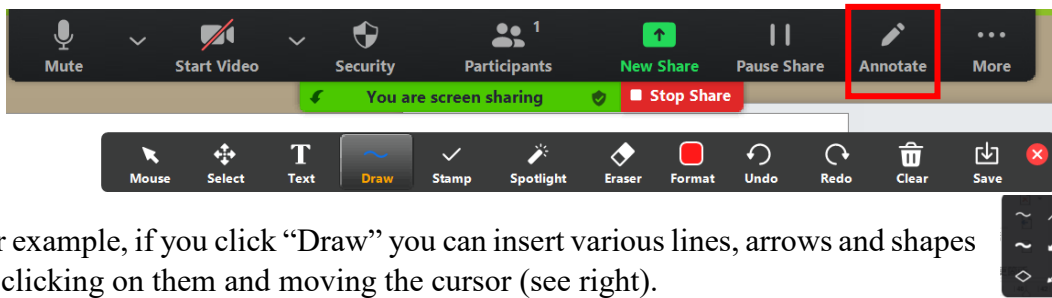 1
Mute Start Video Security Participants New Share Pause Share Annotate More
You are screen sharing Stop Share
T
Mouse Select Text Draw Stamp Spotlight Eraser Format Undo Redo Clear Save
r example, if you click “Draw” you can insert various lines, arrows and shapes
clicking on them and moving the cursor (see right).